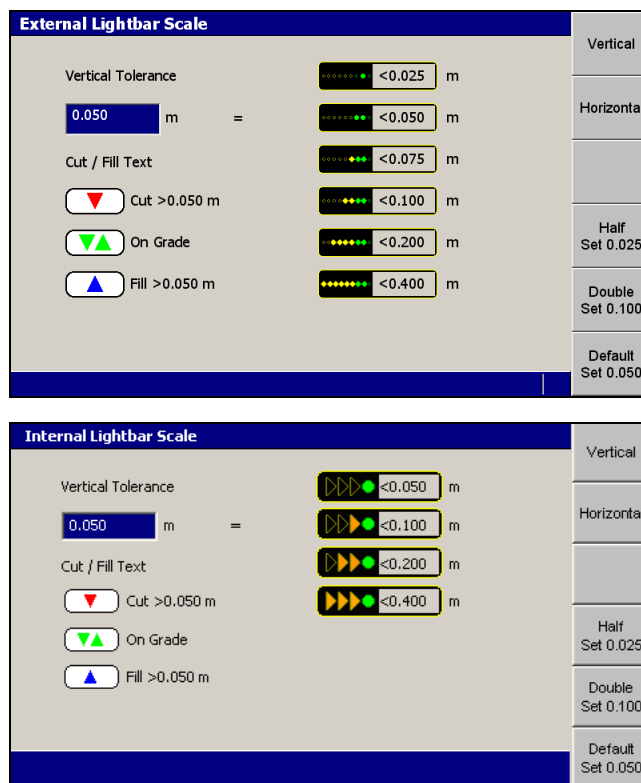 External Lightbar Scale
Vertical Tolerance
0.050 m =
Cut / Fill Text
Cut >0.050 m
On Grade
Fill >0.050 m
<0.025 m
<0.050 m
<0.075 m
<0.100 m
<0.200 m
<0.400 m
Vertical
Horizonta
Half
Set 0.025
Double
Set 0.100
Default
Set 0.050
Internal Lightbar Scale
Vertical Tolerance
0.050 m =
Cut / Fill Text
Cut >0.050 m
On Grade
Fill >0.050 m
<0.050 m
<0.100 m
<0.200 m
<0.400 m
Vertical
Horizonta
Half
Set 0.025
Double
Set 0.100
Default
Set 0.050